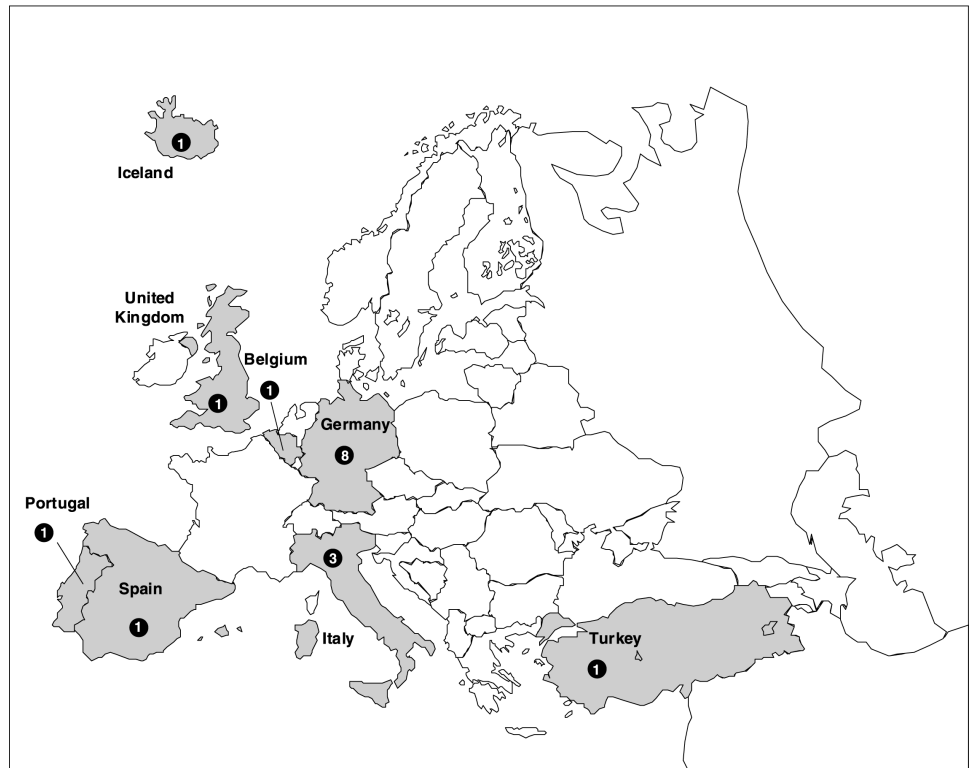 1
Iceland
United
Kingdom
1
Belgium
1
Germany
8
Portugal
1
Spain
1
3
Italy
Turkey
1